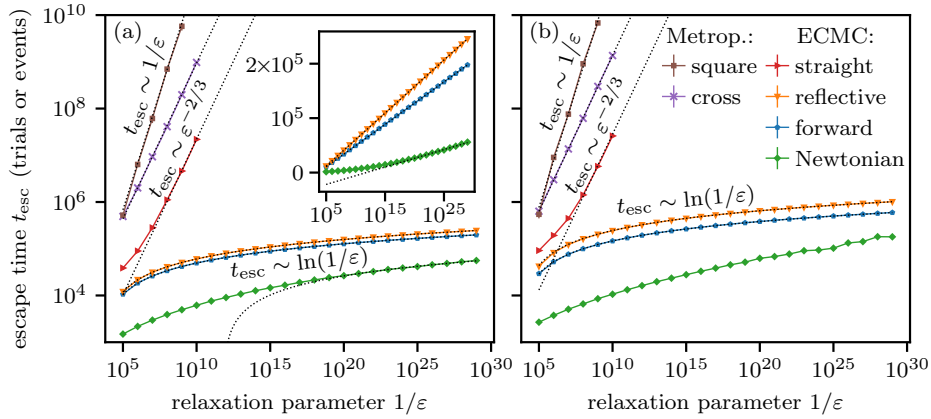 (a)
(b)
escape time t_esc (trials or events)
10^10
10^8
10^6
10^4
t_esc ~ 1/ε
t_esc ~ ε^{-2/3}
t_esc ~ ln(1/ε)
2×10^5
10^5
0
10^5 10^15 10^25
10^5 10^10 10^15 10^20 10^25 10^30
relaxation parameter 1/ε
t_esc ~ 1/ε
t_esc ~ ε^{-2/3}
t_esc ~ ln(1/ε)
Metrop.: ECMC:
square straight
cross reflective
forward
Newtonian
10^5 10^10 10^15 10^20 10^25 10^30
relaxation parameter 1/ε